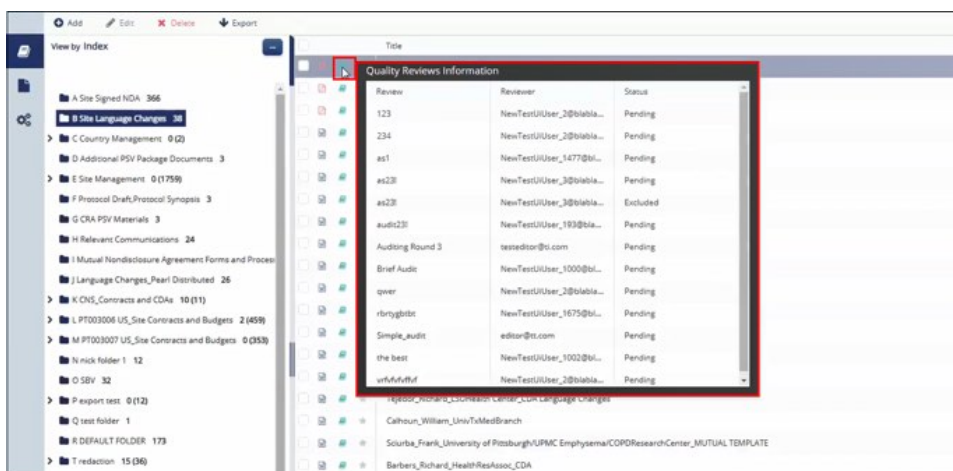 Add Edit Delete Export
View by Index
Title
A Site Signed NDA 366
B Site Language Changes 38
C Country Management 0 (2)
D Additional PSV Package Documents 3
E Site Management 0 (1759)
F Protocol Draft,Protocol Synopsis 3
G CRA PSV Materials 3
H Relevant Communications 24
I Mutual Nondisclosure Agreement Forms and Process
J Language Changes_Pearl Distributed 26
K CNS_Contracts and CDAs 10 (11)
L PT003006 US_Site Contracts and Budgets 2 (459)
M PT003007 US_Site Contracts and Budgets 0 (353)
N nick folder 1 12
O SBV 32
P export test 0 (12)
Q test folder 1
R DEFAULT FOLDER 173
T redaction 15 (36)
Quality Reviews Information
Review Reviewer Status
123 NewTestUiUser_2@blabla... Pending
234 NewTestUiUser_2@blabla... Pending
as1 NewTestUiUser_1477@bl... Pending
as23l NewTestUiUser_3@blabla... Pending
as23l NewTestUiUser_3@blabla... Excluded
audit23l NewTestUiUser_193@bla... Pending
Auditing Round 3 testeditor@ti.com Pending
Brief Audit NewTestUiUser_1000@bl... Pending
qwer NewTestUiUser_2@blabla... Pending
rbrtygbtbt NewTestUiUser_1675@bl... Pending
Simple_audit editor@tt.com Pending
the best NewTestUiUser_1002@bl... Pending
NewTestUiUser_2@blabla... Pending
Calhoun_William_UnivTxMedBranch
Sciurba_Frank_University of Pittsburgh/UPMC Emphysema/COPDResearchCenter_MUTUAL TEMPLATE
Barbers_Richard_HealthResAssoc_CDA